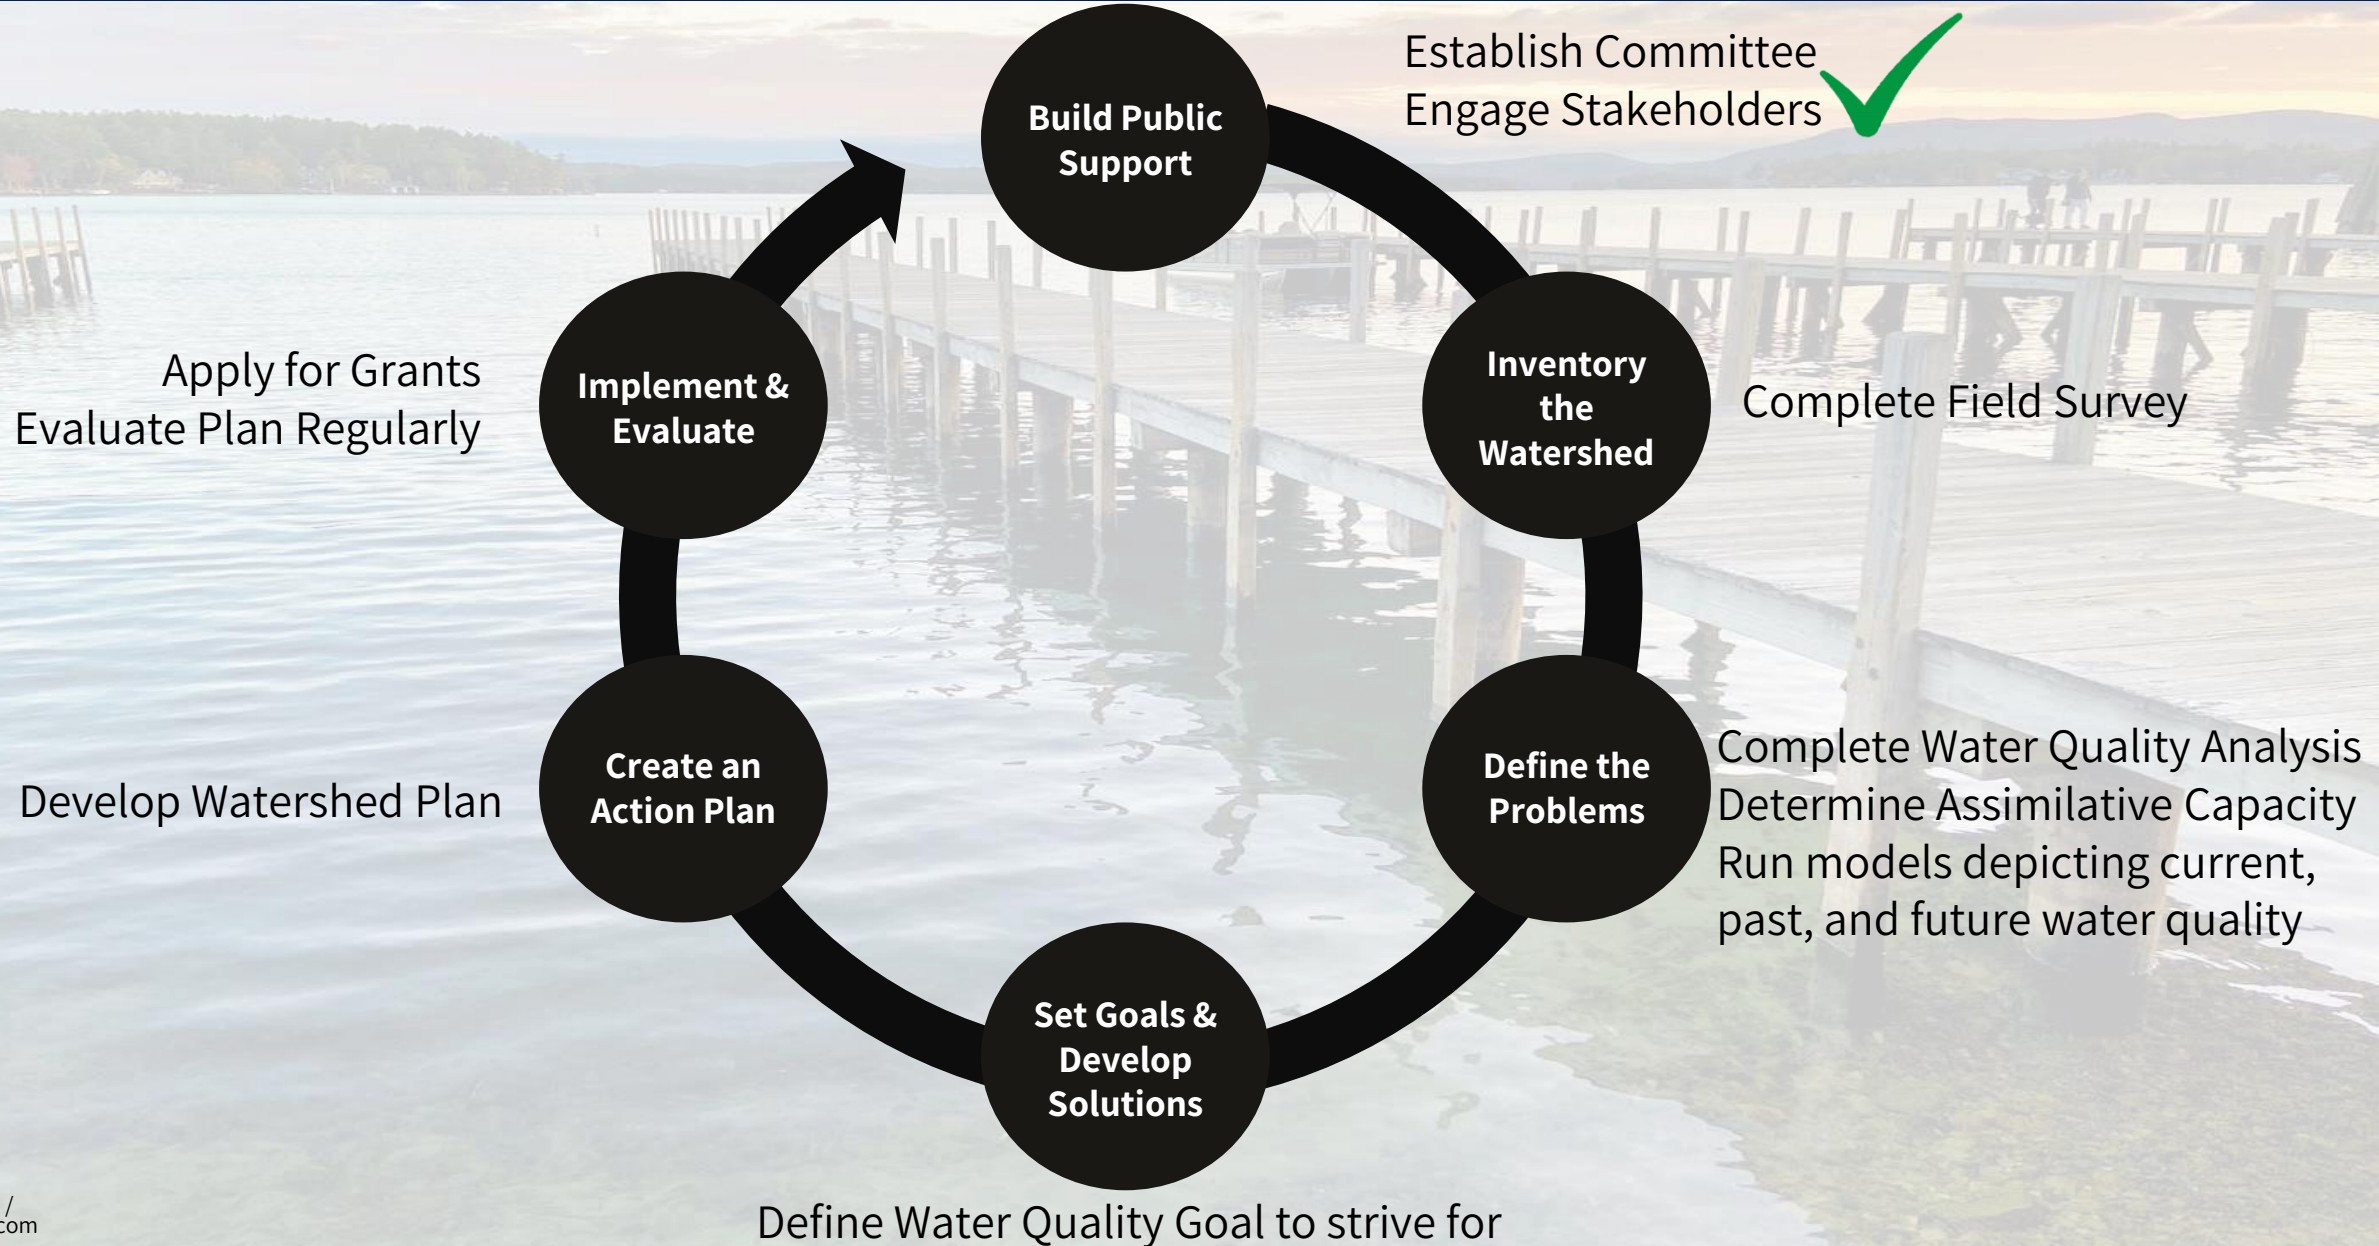 Build Public
Support
Establish Committee
Engage Stakeholders
Inventory
the
Watershed
Complete Field Survey
Define the
Problems
Complete Water Quality Analysis
Determine Assimilative Capacity
Run models depicting current,
past, and future water quality
Set Goals &
Develop
Solutions
Define Water Quality Goal to strive for
Create an
Action Plan
Develop Watershed Plan
Implement &
Evaluate
Apply for Grants
Evaluate Plan Regularly
/
com